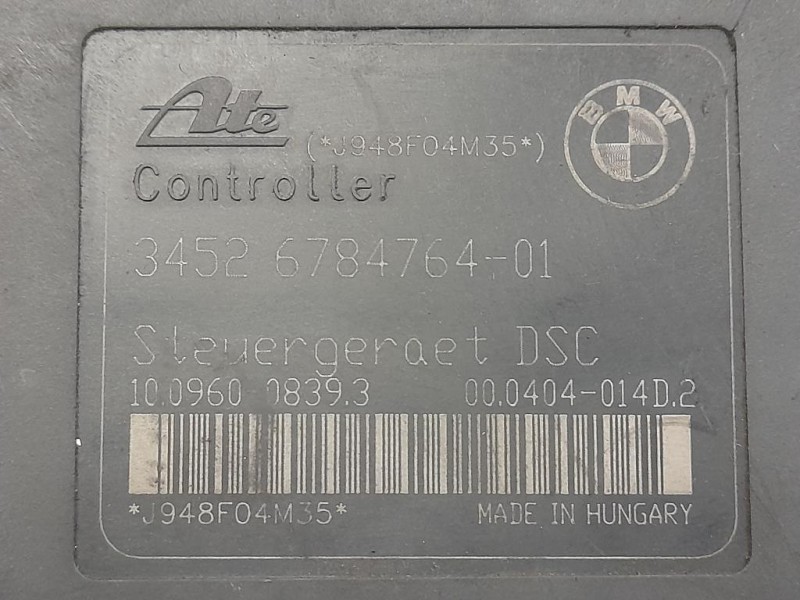 Ate
(*J948F04M35*)
BMW
Controller
3452 6784764-01
Steuergeraet DSC
10.0960 0839.3 00.0404-014D.2
*J948F04M35*
MADE IN HUNGARY